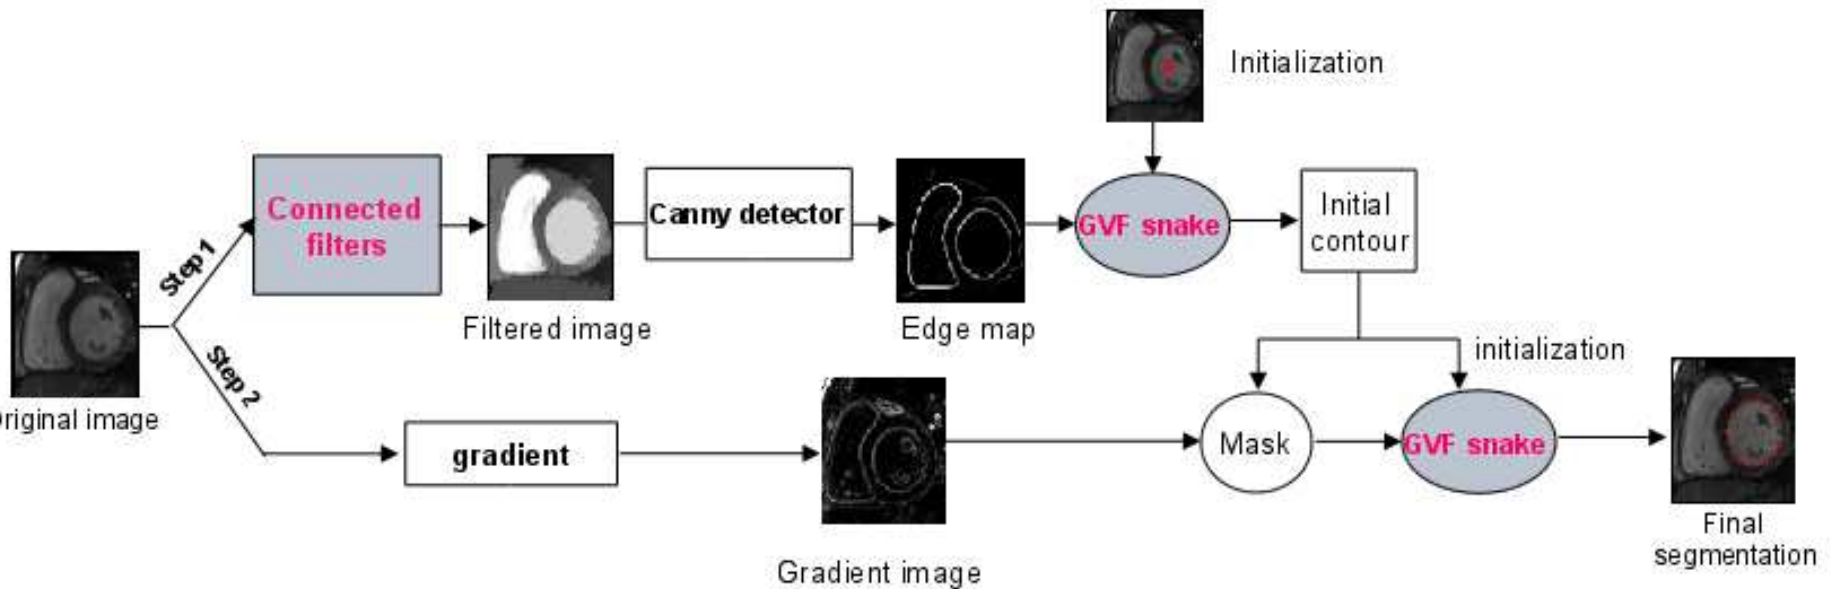 Initialization
Connected
filters
Canny detector
GVF snake
Initial
contour
Step 1
Filtered image
Edge map
initialization
Step 2
Original image
gradient
Mask
GVF snake
Final
segmentation
Gradient image